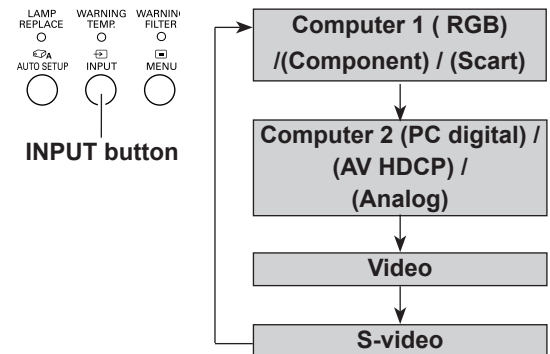 LAMP REPLACE
WARNING TEMP.
WARNING FILTER
A
AUTO SETUP
INPUT
MENU
INPUT button
Computer 1 ( RGB)
/(Component) / (Scart)
Computer 2 (PC digital) /
(AV HDCP) /
(Analog)
Video
S-video